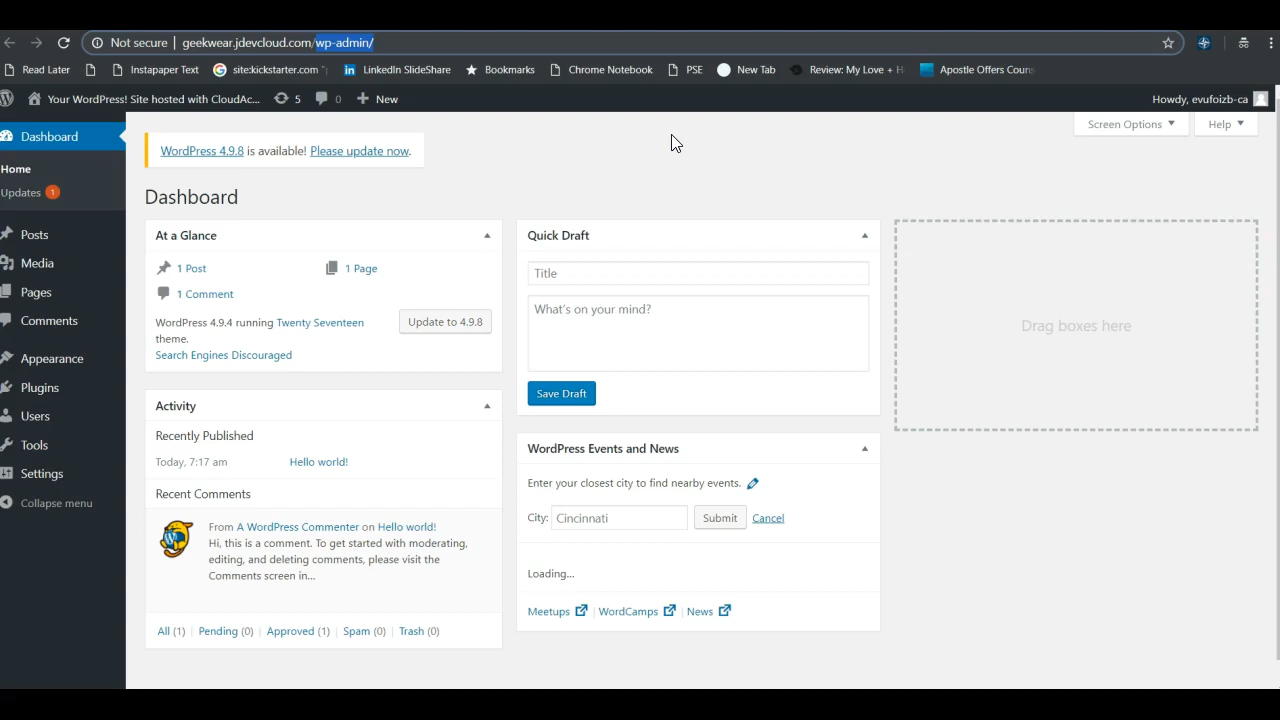 Not secure | geekwear.jdevcloud.com/wp-admin/
Read Later Instapaper Text site:kickstarter.com " LinkedIn SlideShare Bookmarks Chrome Notebook PSE New Tab Review: My Love + H Apostle Offers Coun
Your WordPress! Site hosted with CloudAc... 5 0 New Howdy, evufoizb-ca
Screen Options Help
Dashboard
Home
Updates 1
Posts
Media
Pages
Comments
Appearance
Plugins
Users
Tools
Settings
Collapse menu
WordPress 4.9.8 is available! Please update now.
Dashboard
At a Glance
1 Post 1 Page
1 Comment
WordPress 4.9.4 running Twenty Seventeen
theme.
Update to 4.9.8
Search Engines Discouraged
Activity
Recently Published
Today, 7:17 am Hello world!
Recent Comments
From A WordPress Commenter on Hello world!
Hi, this is a comment. To get started with moderating,
editing, and deleting comments, please visit the
Comments screen in...
All (1) | Pending (0) | Approved (1) | Spam (0) | Trash (0)
Quick Draft
Title
What's on your mind?
Save Draft
WordPress Events and News
Enter your closest city to find nearby events.
City: Cincinnati Submit Cancel
Loading...
Meetups | WordCamps | News
Drag boxes here